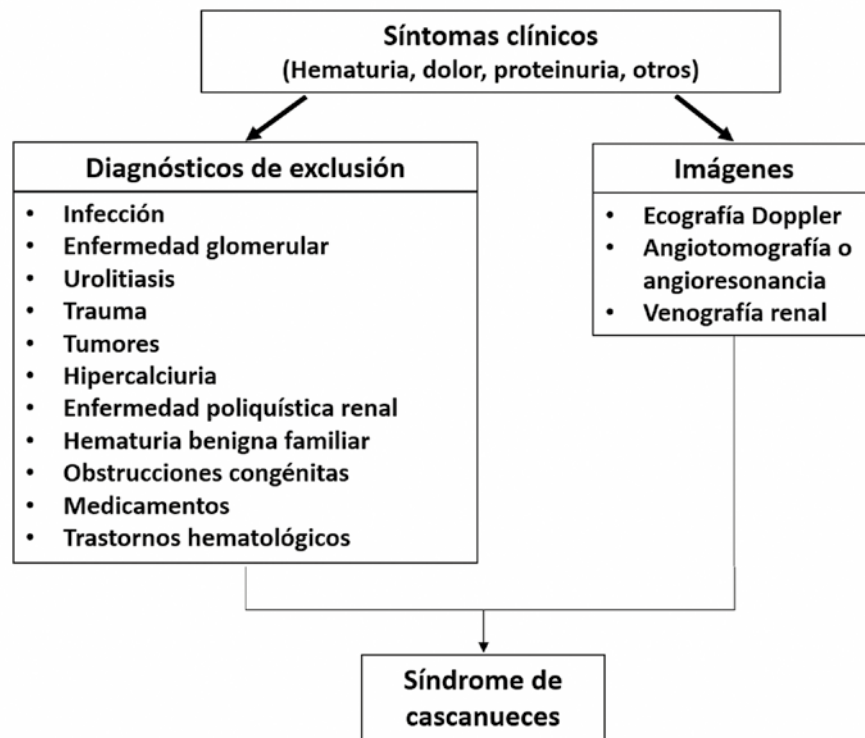 Síntomas clínicos
(Hematuria, dolor, proteinuria, otros)
Diagnósticos de exclusión
• Infección
• Enfermedad glomerular
• Urolitiasis
• Trauma
• Tumores
• Hipercalciuria
• Enfermedad poliquística renal
• Hematuria benigna familiar
• Obstrucciones congénitas
• Medicamentos
• Trastornos hematológicos
Imágenes
• Ecografía Doppler
• Angiotomografía o
angioresonancia
• Venografía renal
Síndrome de
cascanueces